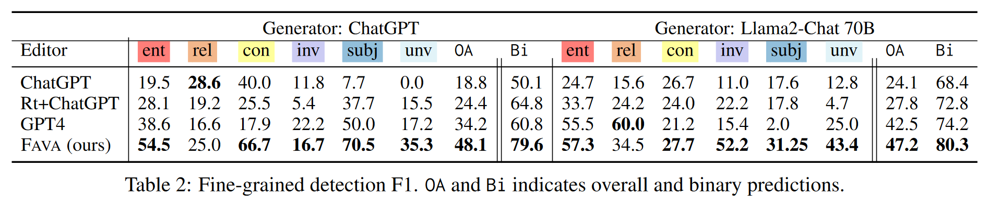 Generator: ChatGPT Generator: Llama2-Chat 70B
Editor ent rel con inv subj unv OA Bi ent rel con inv subj unv OA Bi
ChatGPT 19.5 28.6 40.0 11.8 7.7 0.0 18.8 50.1 24.7 15.6 26.7 11.0 17.6 12.8 24.1 68.4
Rt+ChatGPT 28.1 19.2 25.5 5.4 37.7 15.5 24.4 64.8 33.7 24.2 24.0 22.2 17.8 4.7 27.8 72.8
GPT4 38.6 16.6 17.9 22.2 50.0 17.2 34.2 60.8 55.5 60.0 21.2 15.4 2.0 25.0 42.5 74.2
FAVA (ours) 54.5 25.0 66.7 16.7 70.5 35.3 48.1 79.6 57.3 34.5 27.7 52.2 31.25 43.4 47.2 80.3
Table 2: Fine-grained detection F1. OA and Bi indicates overall and binary predictions.